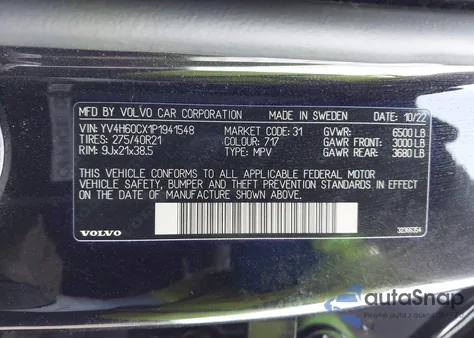 MFD. BY VOLVO CAR CORPORATION MADE IN SWEDEN DATE: 10/22
VIN: YV4H60CX1P1941548 MARKET CODE: 31 GVWR: 6500 LB
TIRES: 275/40R21 COLOUR: 717 GAWR FRONT: 3000 LB
RIM: 9Jx21x38.5 TYPE: MPV GAWR REAR: 3680 LB
THIS VEHICLE CONFORMS TO ALL APPLICABLE FEDERAL MOTOR
VEHICLE SAFETY, BUMPER AND THEFT PREVENTION STANDARDS IN
EFFECT ON THE DATE OF MANUFACTURE SHOWN ABOVE.
VOLVO 32366354
autoSnap